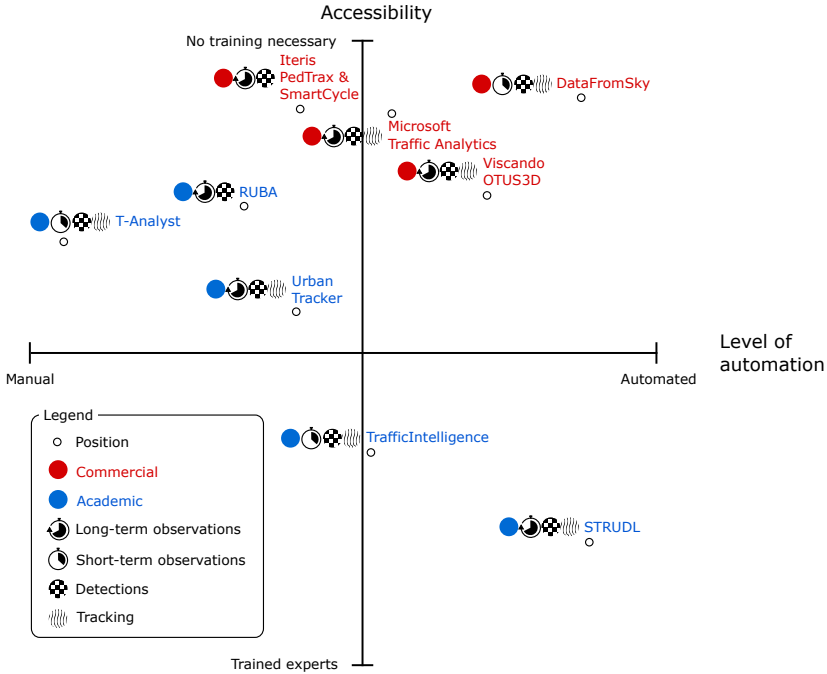 Accessibility
No training necessary
Iteris
PedTrax &
SmartCycle
DataFromSky
Microsoft
Traffic Analytics
Viscando
OTUS3D
RUBA
T-Analyst
Urban
Tracker
Level of
automation
Manual
Automated
Legend
Position
Commercial
Academic
Long-term observations
Short-term observations
Detections
Tracking
TrafficIntelligence
STRUDL
Trained experts